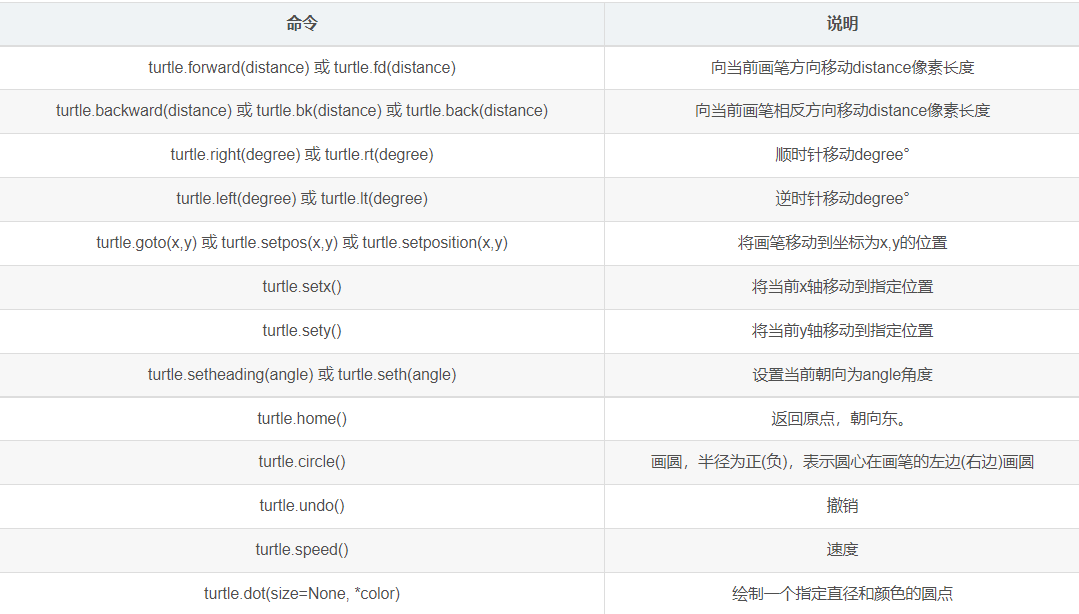 命令 说明
turtle.forward(distance) 或 turtle.fd(distance) 向当前画笔方向移动distance像素长度
turtle.backward(distance) 或 turtle.bk(distance) 或 turtle.back(distance) 向当前画笔相反方向移动distance像素长度
turtle.right(degree) 或 turtle.rt(degree) 顺时针移动degree°
turtle.left(degree) 或 turtle.lt(degree) 逆时针移动degree°
turtle.goto(x,y) 或 turtle.setpos(x,y) 或 turtle.setposition(x,y) 将画笔移动到坐标为x,y的位置
turtle.setx() 将当前x轴移动到指定位置
turtle.sety() 将当前y轴移动到指定位置
turtle.setheading(angle) 或 turtle.seth(angle) 设置当前朝向为angle角度
turtle.home() 返回原点，朝向东。
turtle.circle() 画圆，半径为正(负)，表示圆心在画笔的左边(右边)画圆
turtle.undo() 撤销
turtle.speed() 速度
turtle.dot(size=None, *color) 绘制一个指定直径和颜色的圆点